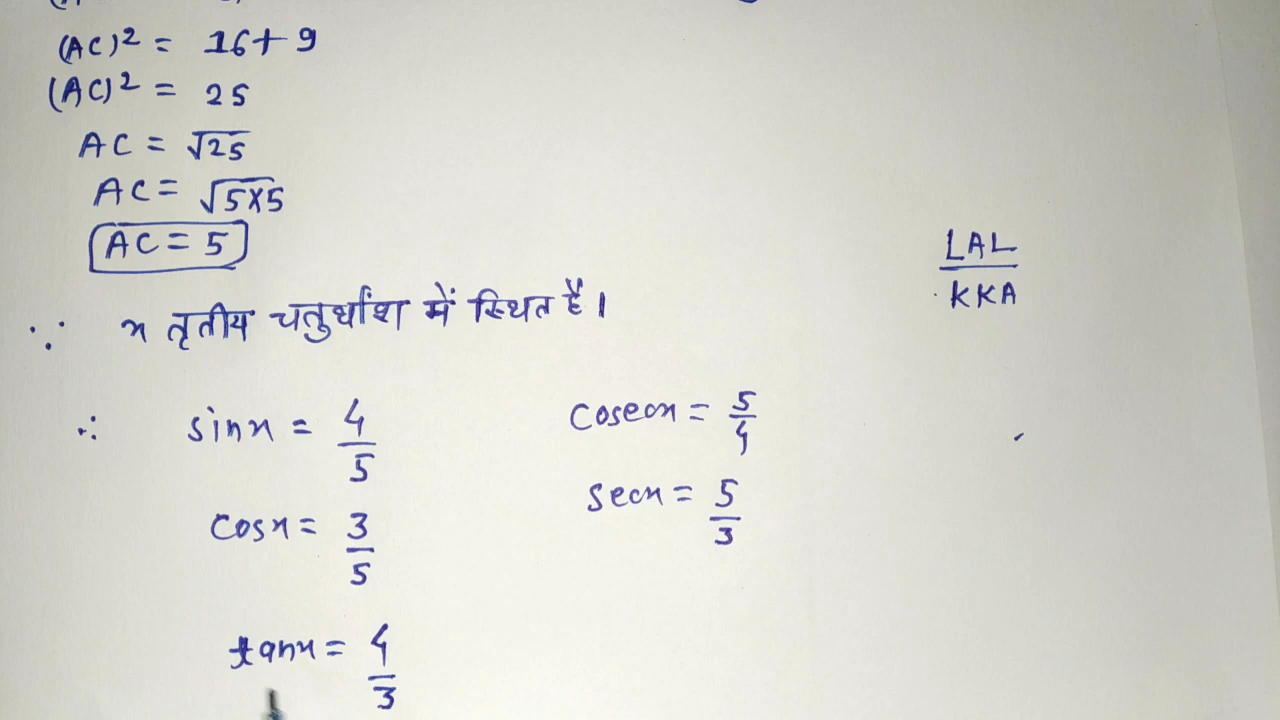 (AC)² = 16+9
(AC)² = 25
AC = √25
AC = √5×5
AC = 5
LAL
KKA
∵ x तृतीय चतुर्थांश में स्थित है।
∴ sinx = 4/5
cosecx = 5/4
cosx = 3/5
secx = 5/3
tanx = 4/3